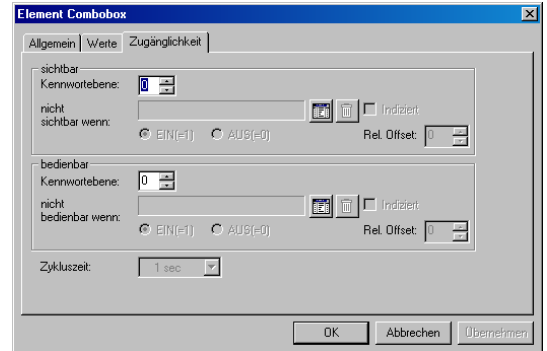 Element Combobox
Allgemein Werte Zugänglichkeit
sichtbar
Kennwortebene: 0
nicht
sichtbar wenn: Indiziert
EIN(=1) AUS(=0) Rel. Offset: 0
bedienbar
Kennwortebene: 0
nicht
bedienbar wenn: Indiziert
EIN(=1) AUS(=0) Rel. Offset: 0
Zykluszeit: 1 sec
OK Abbrechen Übernehmen